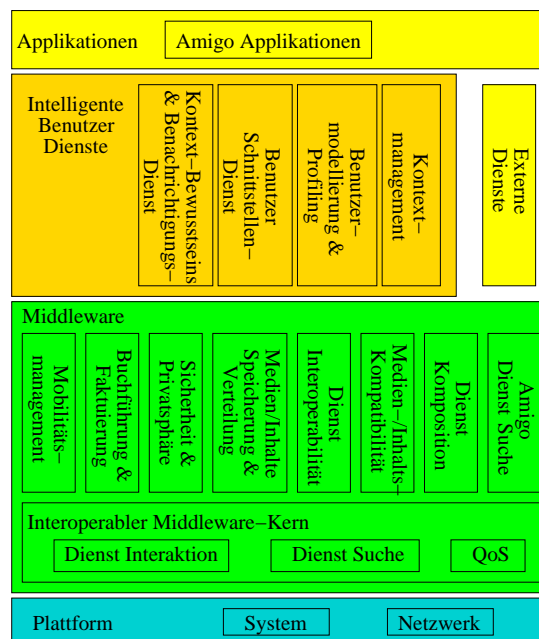 Applikationen
Amigo Applikationen
Intelligente
Benutzer
Dienste
Kontext–Bewusstseins
& Benachrichtigungs–
Dienst
Benutzer
Schnittstellen–
Dienst
Benutzer–
modellierung &
Profiling
Kontext–
management
Externe
Dienste
Middleware
Mobilitäts–
management
Buchführung &
Faktuierung
Sicherheit &
Privatsphäre
Medien/Inhalte
Speicherung &
Verteilung
Dienst
Interoperabilität
Medien–/Inhalts–
Kompatibilität
Dienst
Komposition
Amigo
Dienst Suche
Interoperabler Middleware–Kern
Dienst Interaktion
Dienst Suche
QoS
Plattform
System
Netzwerk